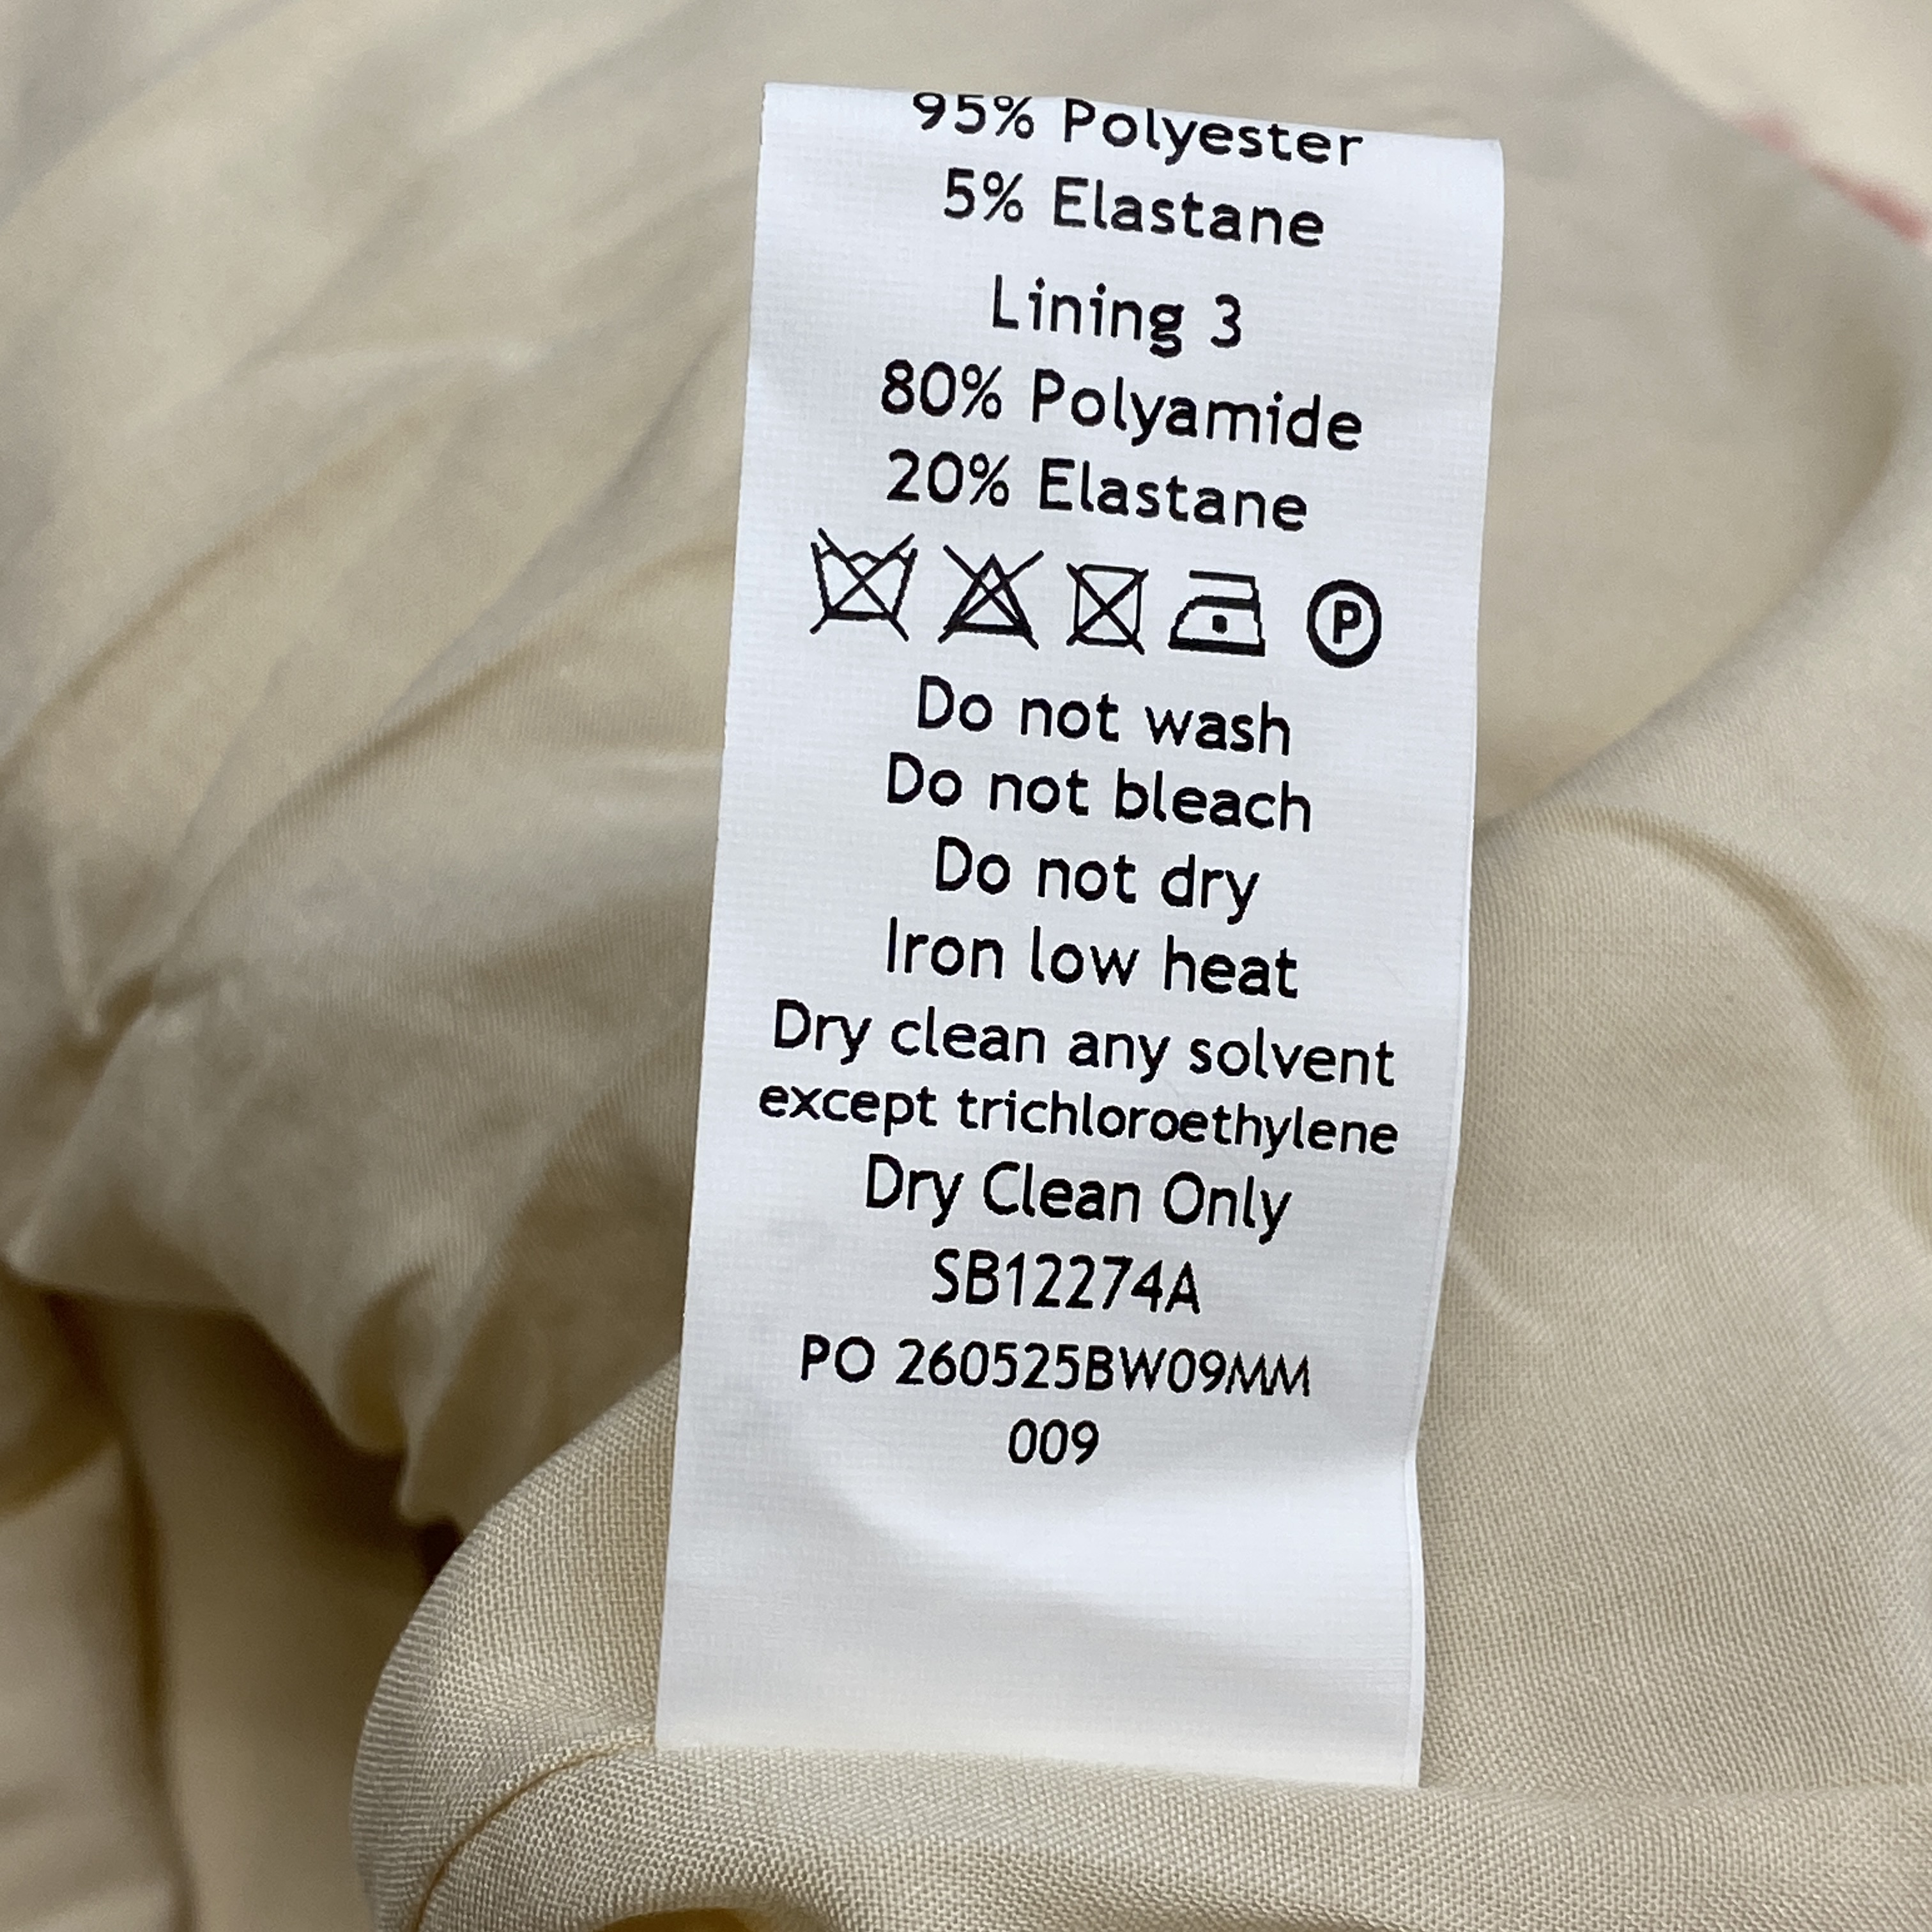 95% Polyester
5% Elastane
Lining 3
80% Polyamide
20% Elastane
P
Do not wash
Do not bleach
Do not dry
Iron low heat
Dry clean any solvent
except trichloroethylene
Dry Clean Only
SB12274A
PO 260525BW09MM
009